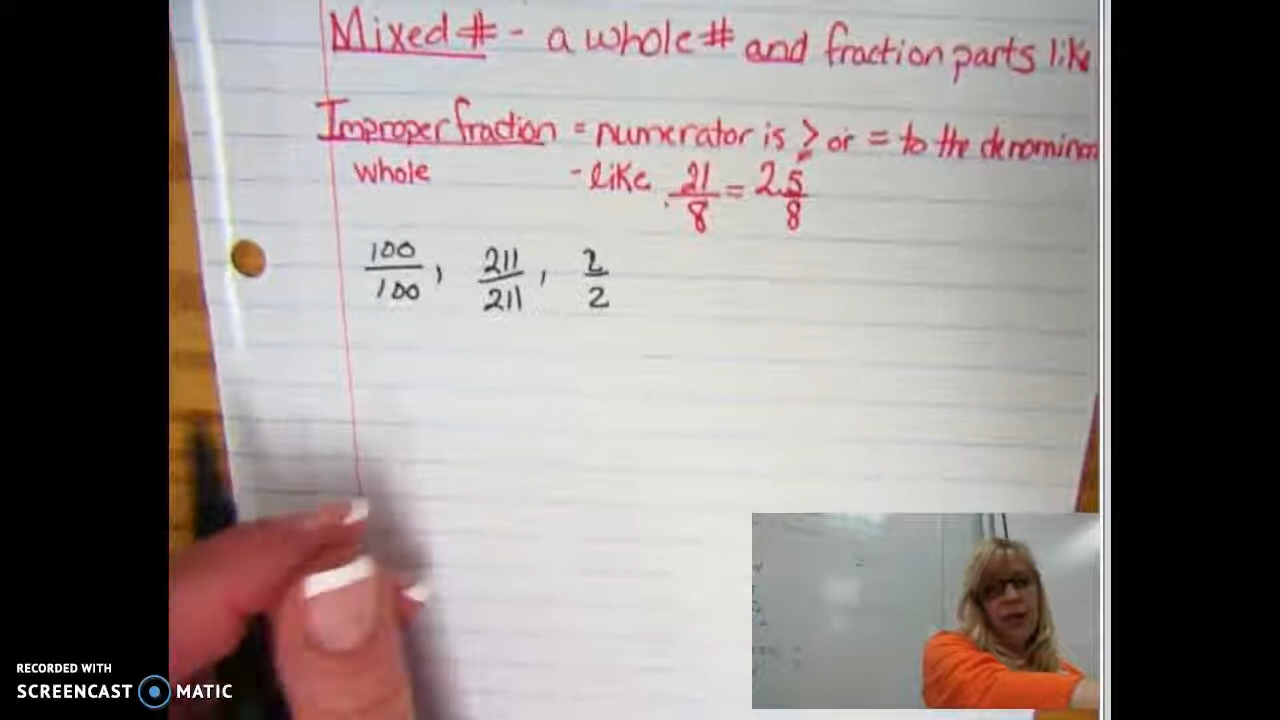 Mixed # - a whole # and fraction parts like
Improper fraction = numerator is > or = to the denomina
whole - like 21/8 = 2 5/8
100/100, 211/211, 2/2
RECORDED WITH
SCREENCAST MATIC